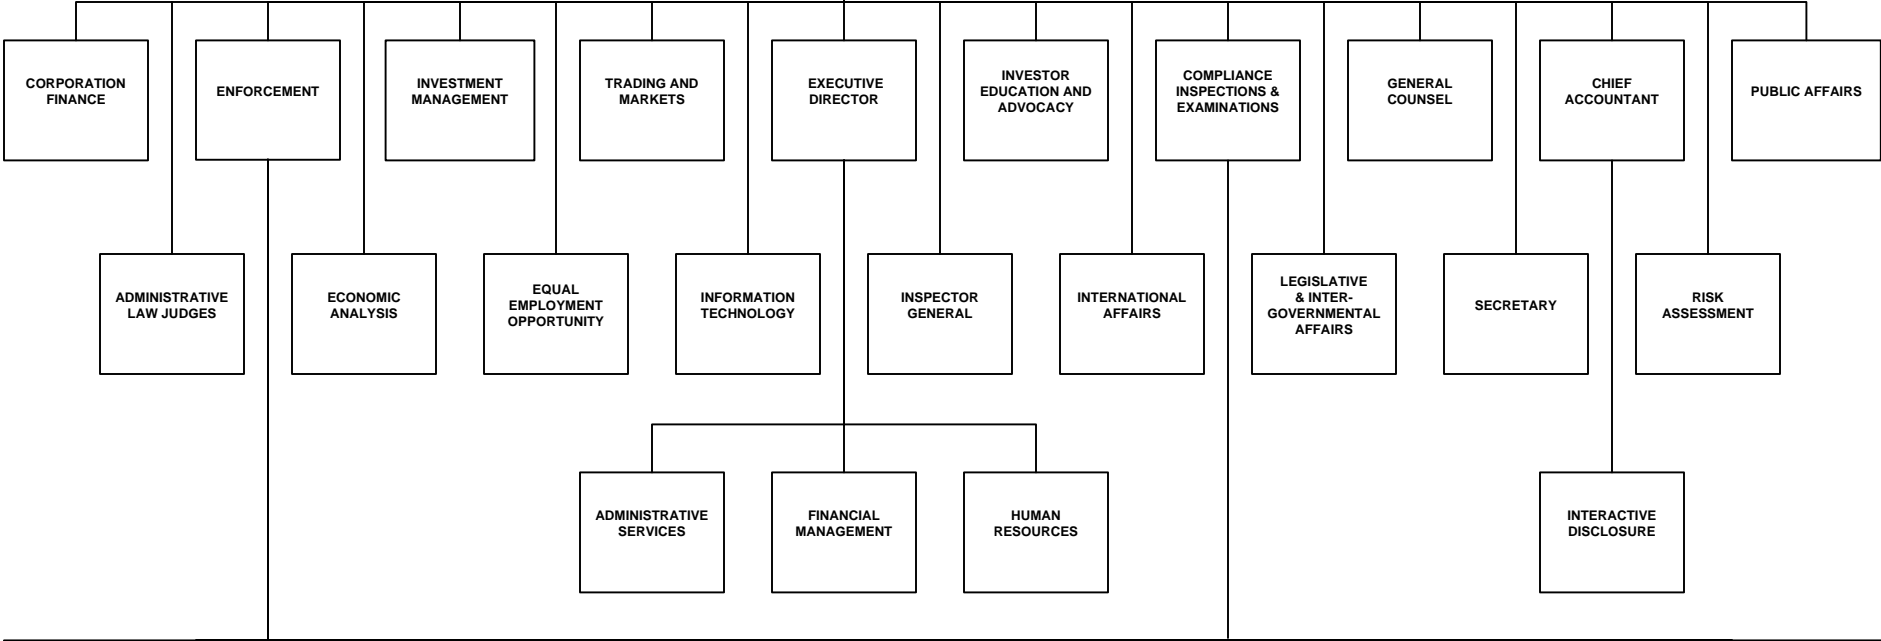 CORPORATION
FINANCE
ENFORCEMENT
INVESTMENT
MANAGEMENT
TRADING AND
MARKETS
EXECUTIVE
DIRECTOR
INVESTOR
EDUCATION AND
ADVOCACY
COMPLIANCE
INSPECTIONS &
EXAMINATIONS
GENERAL
COUNSEL
CHIEF
ACCOUNTANT
PUBLIC AFFAIRS
ADMINISTRATIVE
LAW JUDGES
ECONOMIC
ANALYSIS
EQUAL
EMPLOYMENT
OPPORTUNITY
INFORMATION
TECHNOLOGY
INSPECTOR
GENERAL
INTERNATIONAL
AFFAIRS
LEGISLATIVE
& INTER-
GOVERNMENTAL
AFFAIRS
SECRETARY
RISK
ASSESSMENT
ADMINISTRATIVE
SERVICES
FINANCIAL
MANAGEMENT
HUMAN
RESOURCES
INTERACTIVE
DISCLOSURE